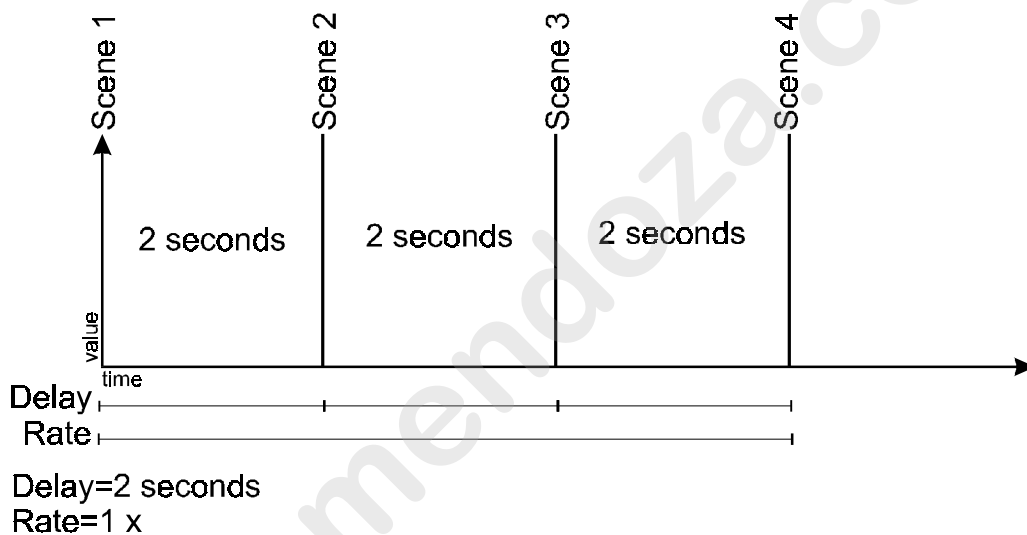 Scene 1
Scene 2
Scene 3
Scene 4
2 seconds
2 seconds
2 seconds
value
time
Delay
Rate
Delay=2 seconds
Rate=1 x
mendoza.c